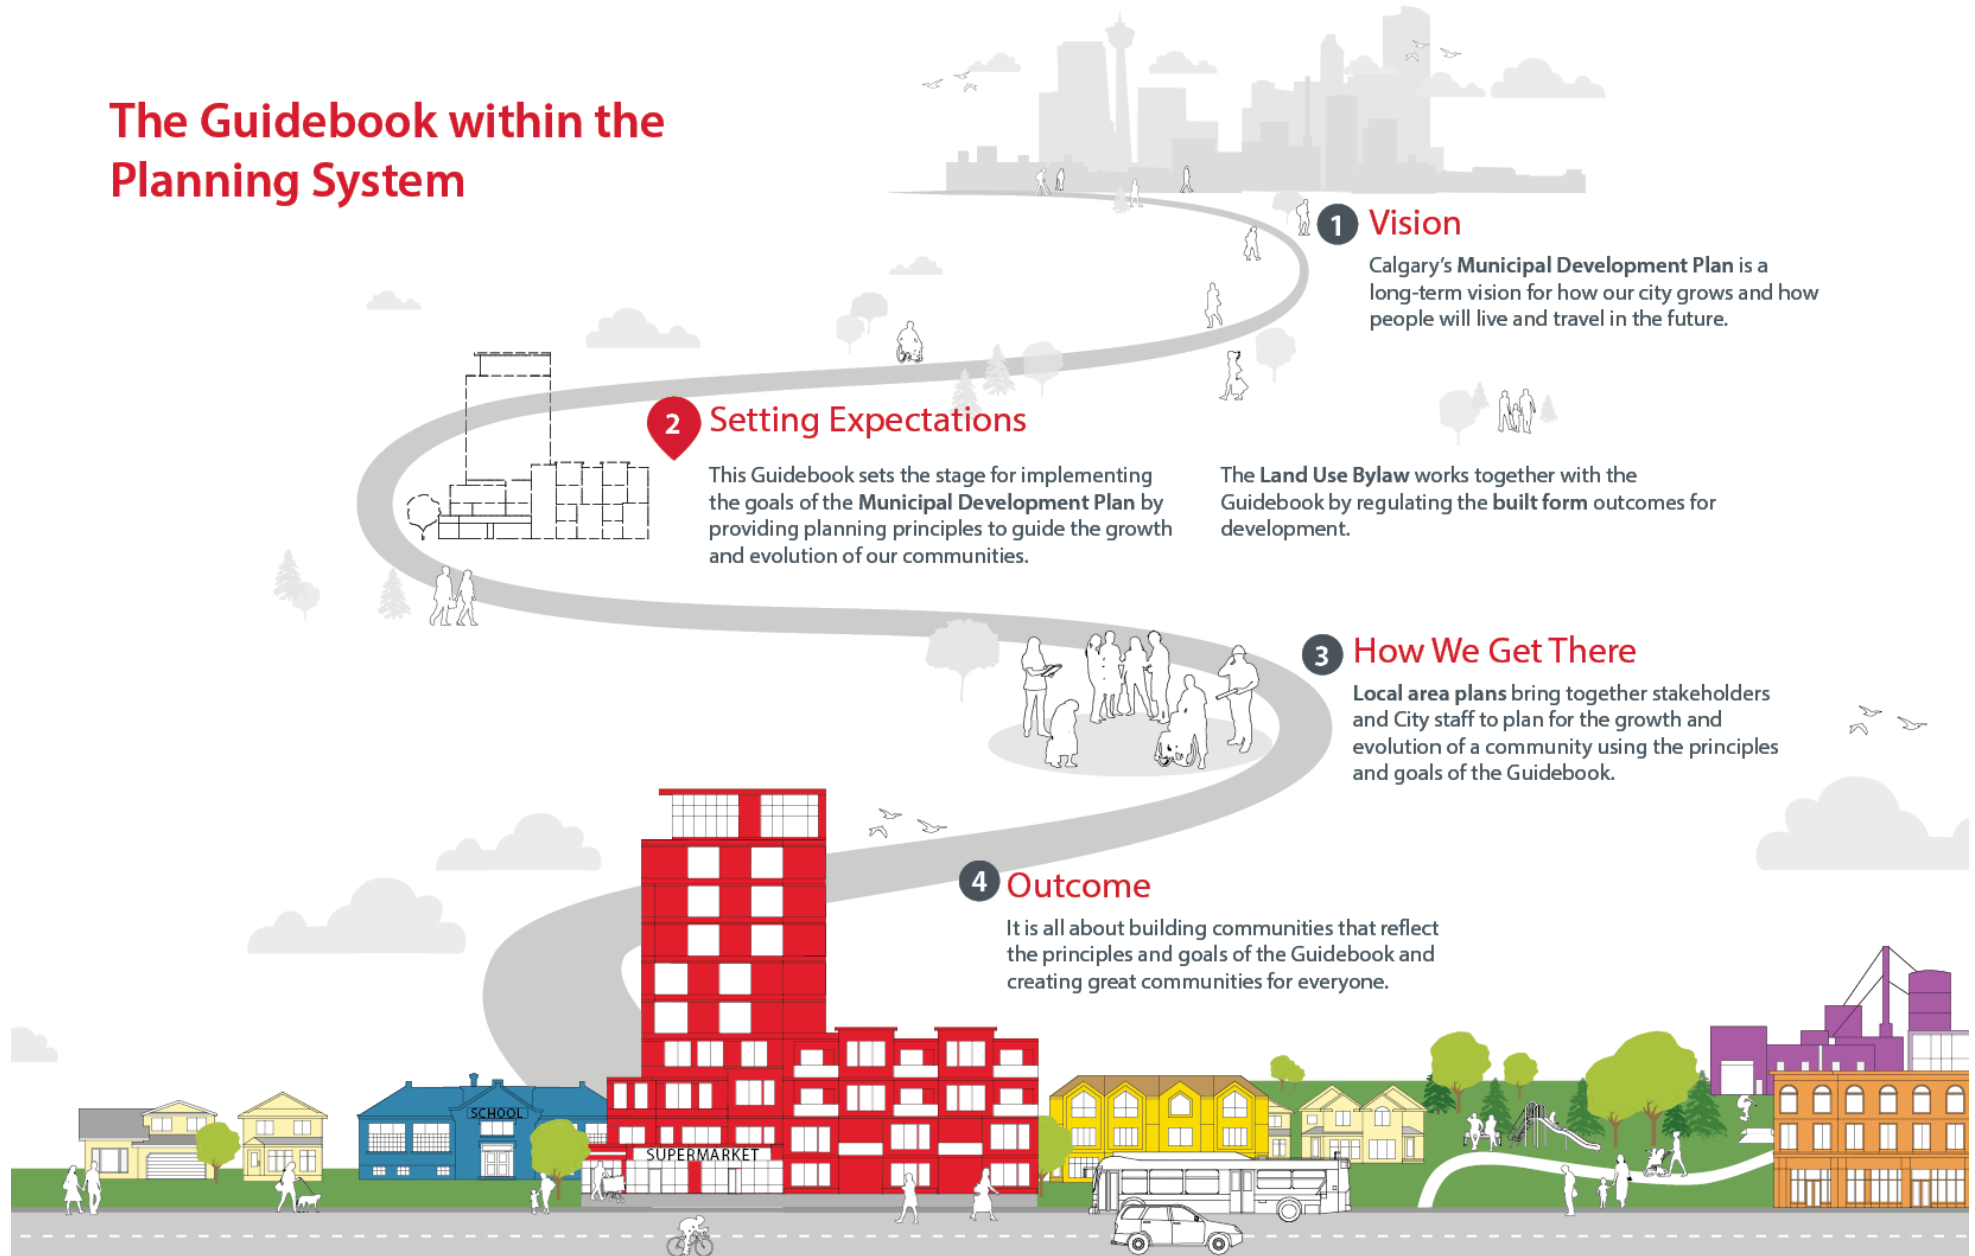 The Guidebook within the
Planning System
1 Vision
Calgary's Municipal Development Plan is a
long-term vision for how our city grows and how
people will live and travel in the future.
2 Setting Expectations
This Guidebook sets the stage for implementing
the goals of the Municipal Development Plan by
providing planning principles to guide the growth
and evolution of our communities.
The Land Use Bylaw works together with the
Guidebook by regulating the built form outcomes for
development.
3 How We Get There
Local area plans bring together stakeholders
and City staff to plan for the growth and
evolution of a community using the principles
and goals of the Guidebook.
4 Outcome
It is all about building communities that reflect
the principles and goals of the Guidebook and
creating great communities for everyone.
SCHOOL
SUPERMARKET